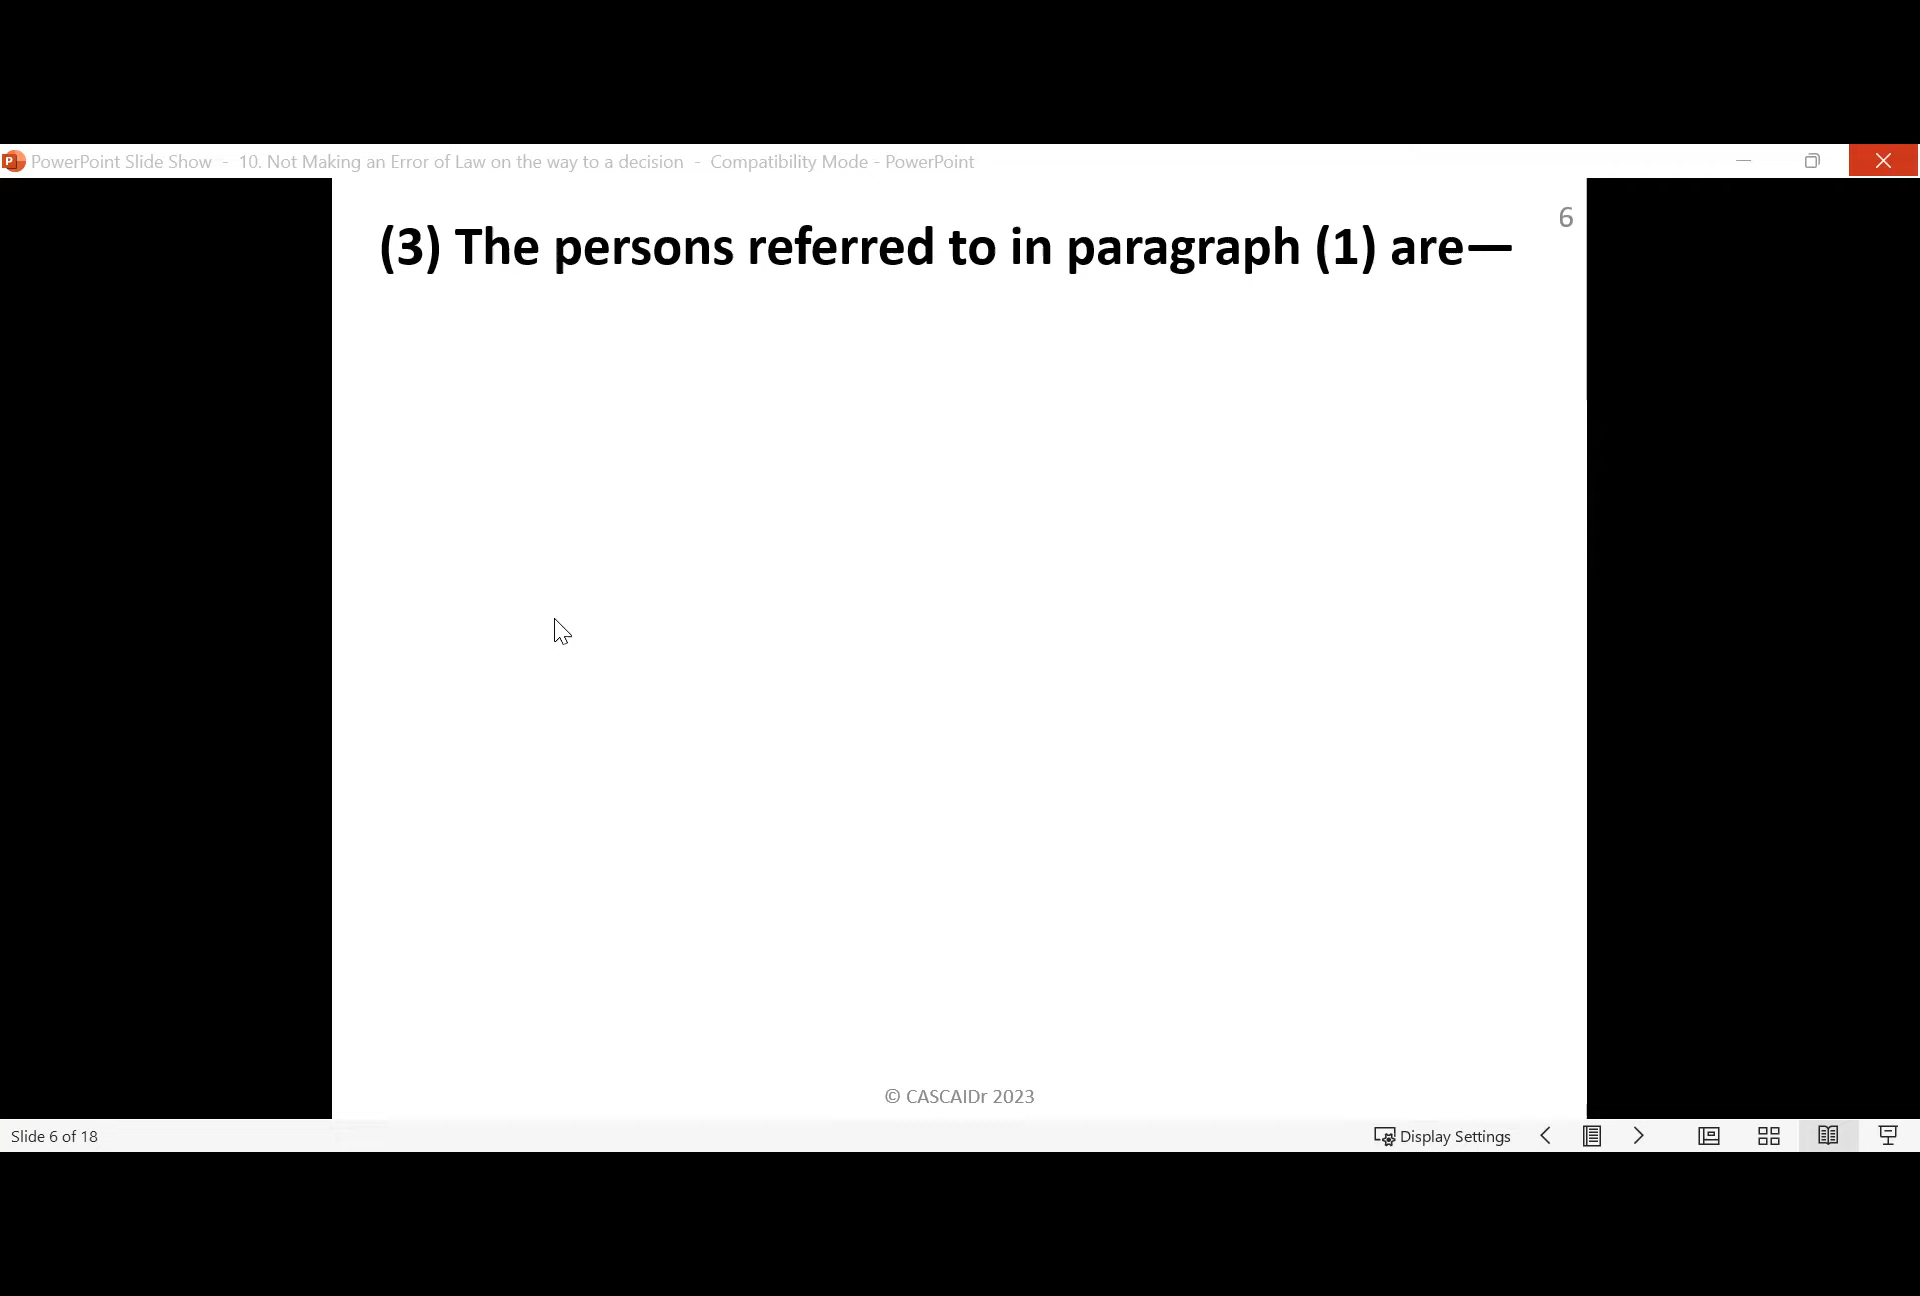 PowerPoint Slide Show - 10. Not Making an Error of Law on the way to a decision - Compatibility Mode - PowerPoint
6
(3) The persons referred to in paragraph (1) are—
© CASCAIDr 2023
Slide 6 of 18
Display Settings